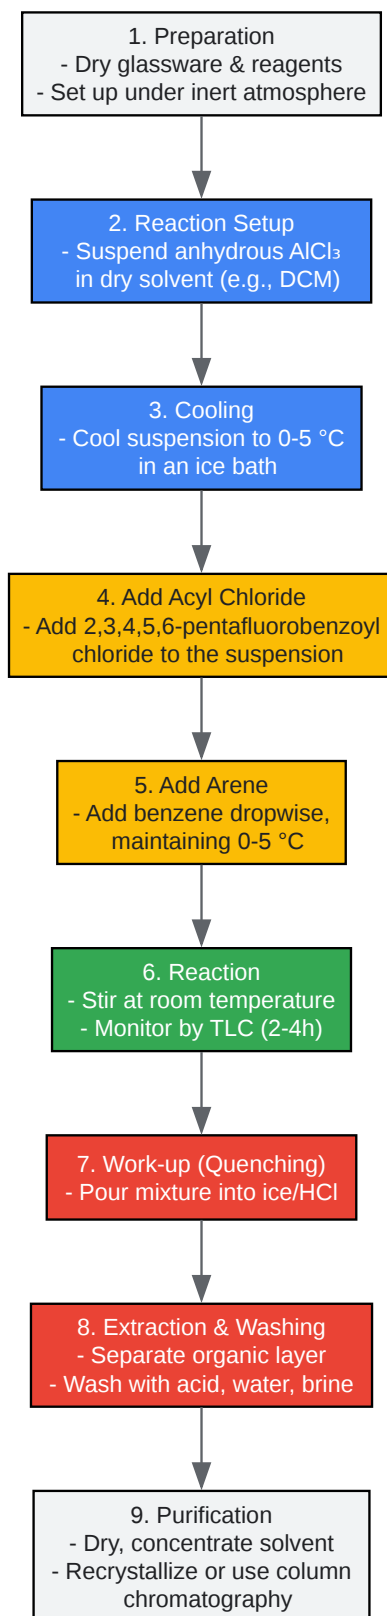 1. Preparation
- Dry glassware & reagents
- Set up under inert atmosphere
2. Reaction Setup
- Suspend anhydrous AlCl₃
in dry solvent (e.g., DCM)
3. Cooling
- Cool suspension to 0-5 °C
in an ice bath
4. Add Acyl Chloride
- Add 2,3,4,5,6-pentafluorobenzoyl
chloride to the suspension
5. Add Arene
- Add benzene dropwise,
maintaining 0-5 °C
6. Reaction
- Stir at room temperature
- Monitor by TLC (2-4h)
7. Work-up (Quenching)
- Pour mixture into ice/HCl
8. Extraction & Washing
- Separate organic layer
- Wash with acid, water, brine
9. Purification
- Dry, concentrate solvent
- Recrystallize or use column
chromatography